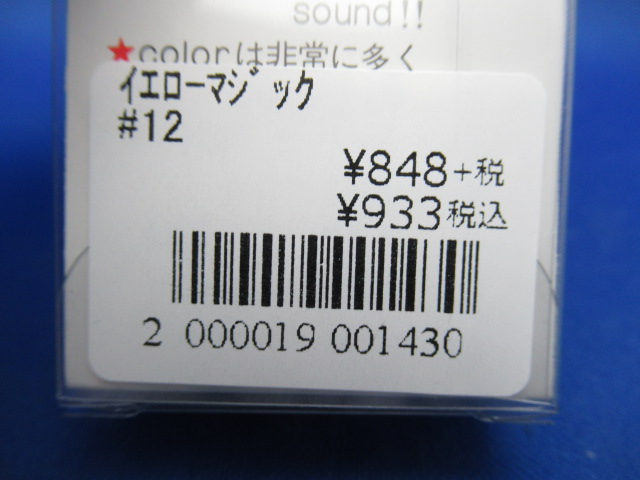 sound!!
★colorは非常に多く
イエローマジック
#12
¥848+税
¥933税込
2 000019 001430